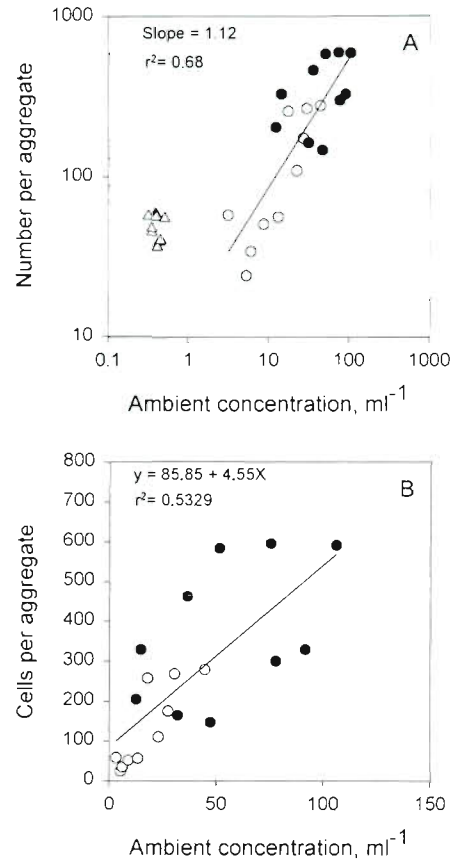 1000
Slope = 1.12
A
r²= 0.68
Number per aggregate
100
10
0.1 1 10 100 1000
Ambient concentration, ml⁻¹
800
y = 85.85 + 4.55X
B
700
r²= 0.5329
600
Cells per aggregate
500
400
300
200
100
0
0 50 100 150
Ambient concentration, ml⁻¹